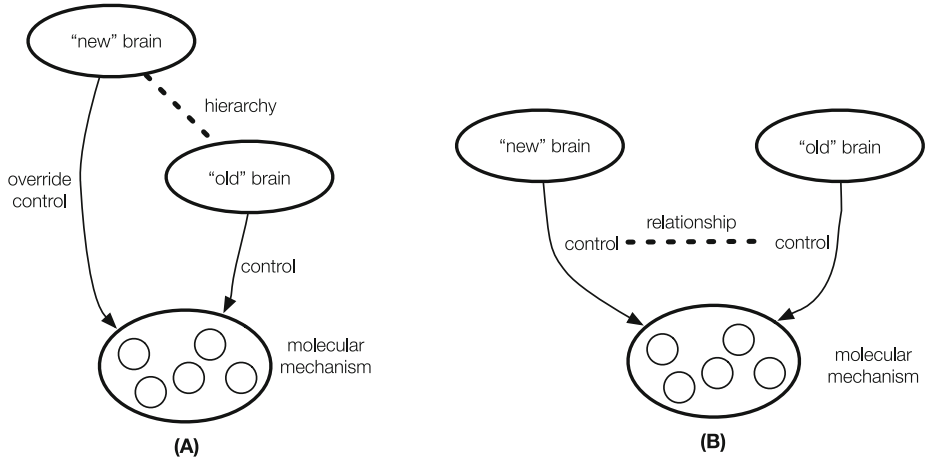 “new” brain
hierarchy
“old” brain
override
control
control
molecular
mechanism
(A)
“new” brain
“old” brain
relationship
control
control
molecular
mechanism
(B)